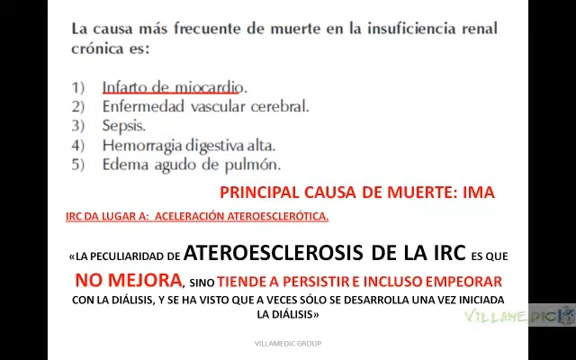 La causa más frecuente de muerte en la insuficiencia renal
crónica es:
1) Infarto de miocardio.
2) Enfermedad vascular cerebral.
3) Sepsis.
4) Hemorragia digestiva alta.
5) Edema agudo de pulmón.
PRINCIPAL CAUSA DE MUERTE: IMA
IRC DA LUGAR A: ACELERACIÓN ATEROESCLERÓTICA.
«LA PECULIARIDAD DE ATEROESCLEROSIS DE LA IRC ES QUE
NO MEJORA, SINO TIENDE A PERSISTIR E INCLUSO EMPEORAR
CON LA DIÁLISIS, Y SE HA VISTO QUE A VECES SÓLO SE DESARROLLA UNA VEZ INICIADA
LA DIÁLISIS»
VILLAMEDIC
VILLAMEDIC GROUP